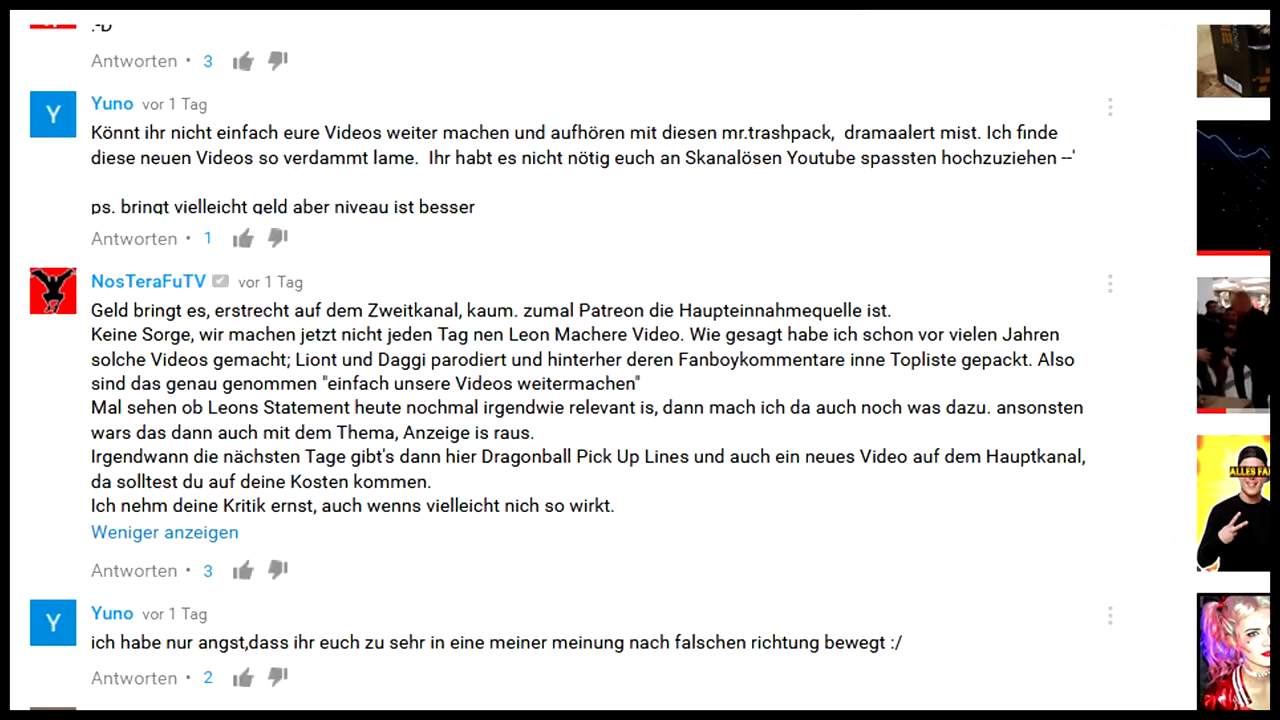 :-D
Antworten • 3
Y
Yuno vor 1 Tag
Könnt ihr nicht einfach eure Videos weiter machen und aufhören mit diesen mr.trashpack, dramaalert mist. Ich finde
diese neuen Videos so verdammt lame. Ihr habt es nicht nötig euch an Skanalösen Youtube spassten hochzuziehen --'
ps. bringt vielleicht geld aber niveau ist besser
Antworten • 1
NosTeraFuTV vor 1 Tag
Geld bringt es, erstrecht auf dem Zweitkanal, kaum. zumal Patreon die Haupteinnahmequelle ist.
Keine Sorge, wir machen jetzt nicht jeden Tag nen Leon Machere Video. Wie gesagt habe ich schon vor vielen Jahren
solche Videos gemacht; Liont und Daggi parodiert und hinterher deren Fanboykommentare inne Topliste gepackt. Also
sind das genau genommen "einfach unsere Videos weitermachen"
Mal sehen ob Leons Statement heute nochmal irgendwie relevant is, dann mach ich da auch noch was dazu. ansonsten
wars das dann auch mit dem Thema, Anzeige is raus.
Irgendwann die nächsten Tage gibt's dann hier Dragonball Pick Up Lines und auch ein neues Video auf dem Hauptkanal,
da solltest du auf deine Kosten kommen.
Ich nehm deine Kritik ernst, auch wenns vielleicht nich so wirkt.
Weniger anzeigen
Antworten • 3
Y
Yuno vor 1 Tag
ich habe nur angst,dass ihr euch zu sehr in eine meiner meinung nach falschen richtung bewegt :/
Antworten • 2
ALLES